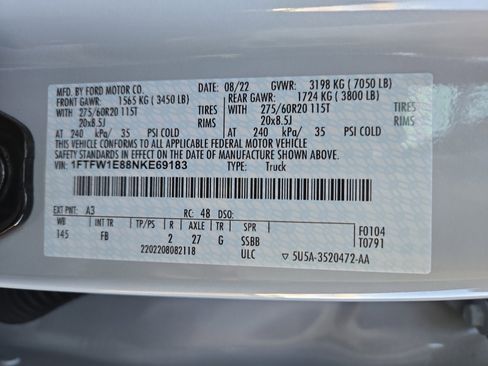 MFD. BY FORD MOTOR CO. 08/22 GVWR: 3198 KG ( 7050 LB)
FRONT GAWR: 1565 KG ( 3450 LB) REAR GAWR: 1724 KG ( 3800 LB)
WITH 275/60R20 115T TIRES WITH 275/60R20 115T TIRES
20x8.5J RIMS 20x8.5J RIMS
AT 240 kPa/ 35 PSI COLD AT 240 kPa/ 35 PSI COLD
THIS VEHICLE CONFORMS TO ALL APPLICABLE FEDERAL MOTOR VEHICLE
SAFETY AND THEFT PREVENTION STANDARDS IN EFFECT ON THE DATE OF
MANUFACTURE SHOWN ABOVE.
VIN: 1FTFW1E88NKE69183 TYPE: Truck
EXT PNT: A3 RC: 48 DSO:
WB INT TR TP/PS R AXLE TR SPR F0104
145 FB 2 27 G SSBB T0791
2202208082118 ULC 5U5A-3520472-AA